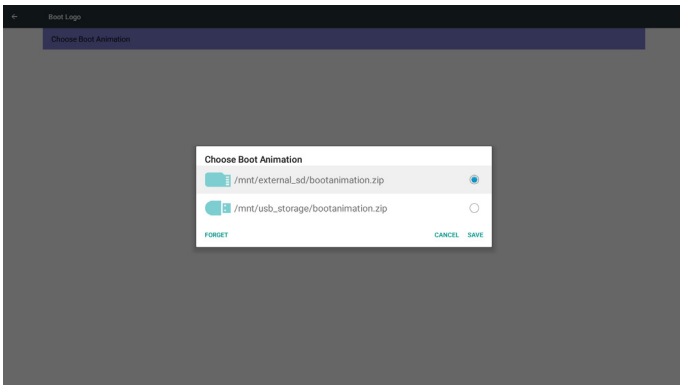 Boot Logo
Choose Boot Animation
Choose Boot Animation
/mnt/external_sd/bootanimation.zip
/mnt/usb_storage/bootanimation.zip
FORGET CANCEL SAVE